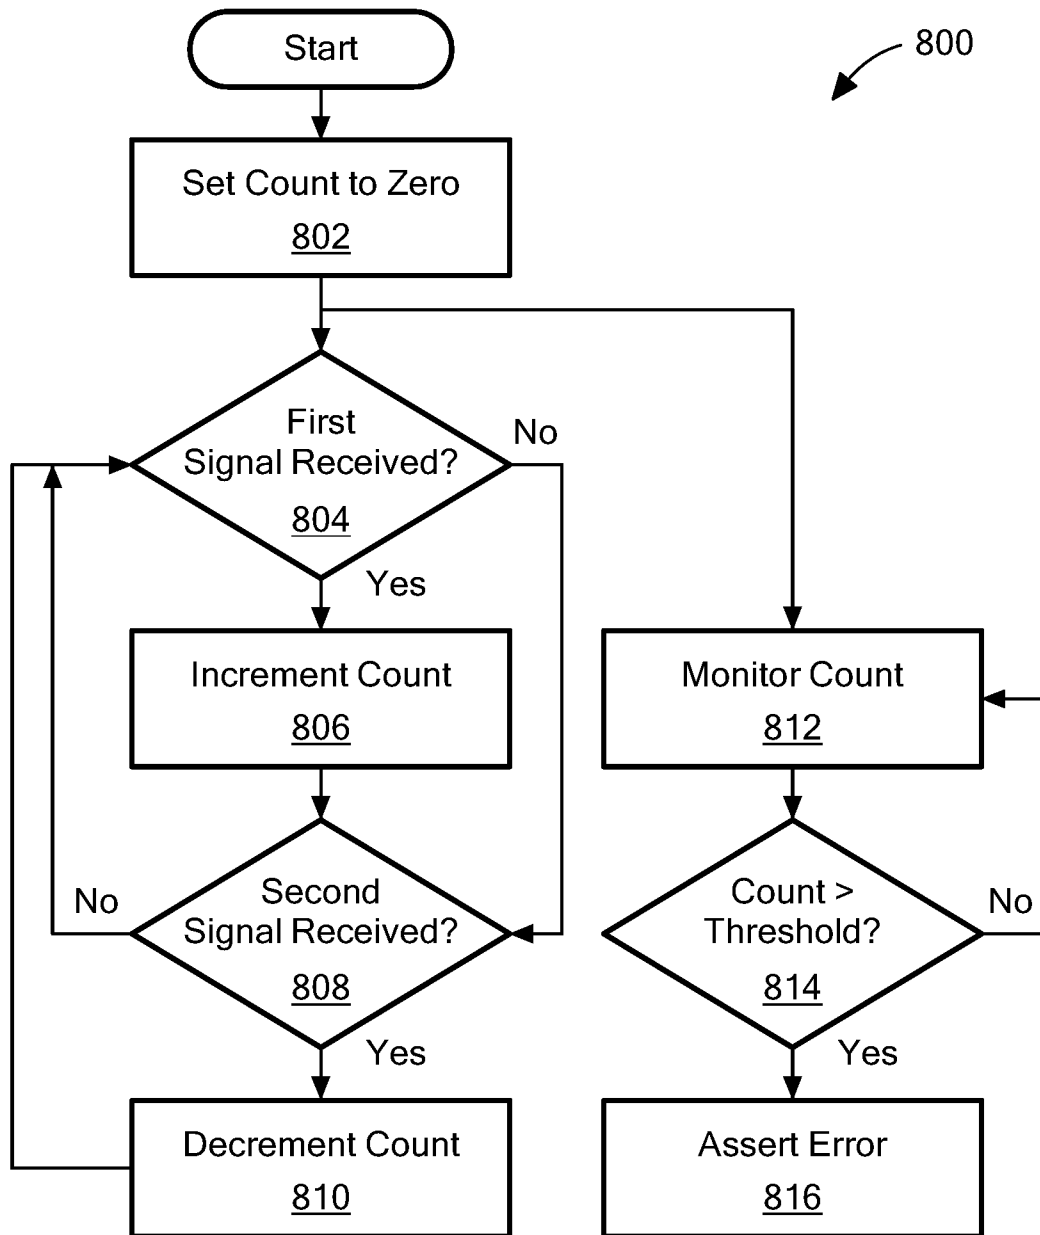 Start
800
Set Count to Zero
802
First
Signal Received?
804
No
Yes
Increment Count
806
Monitor Count
812
Second
Signal Received?
808
No
Yes
Count >
Threshold?
814
No
Yes
Decrement Count
810
Assert Error
816